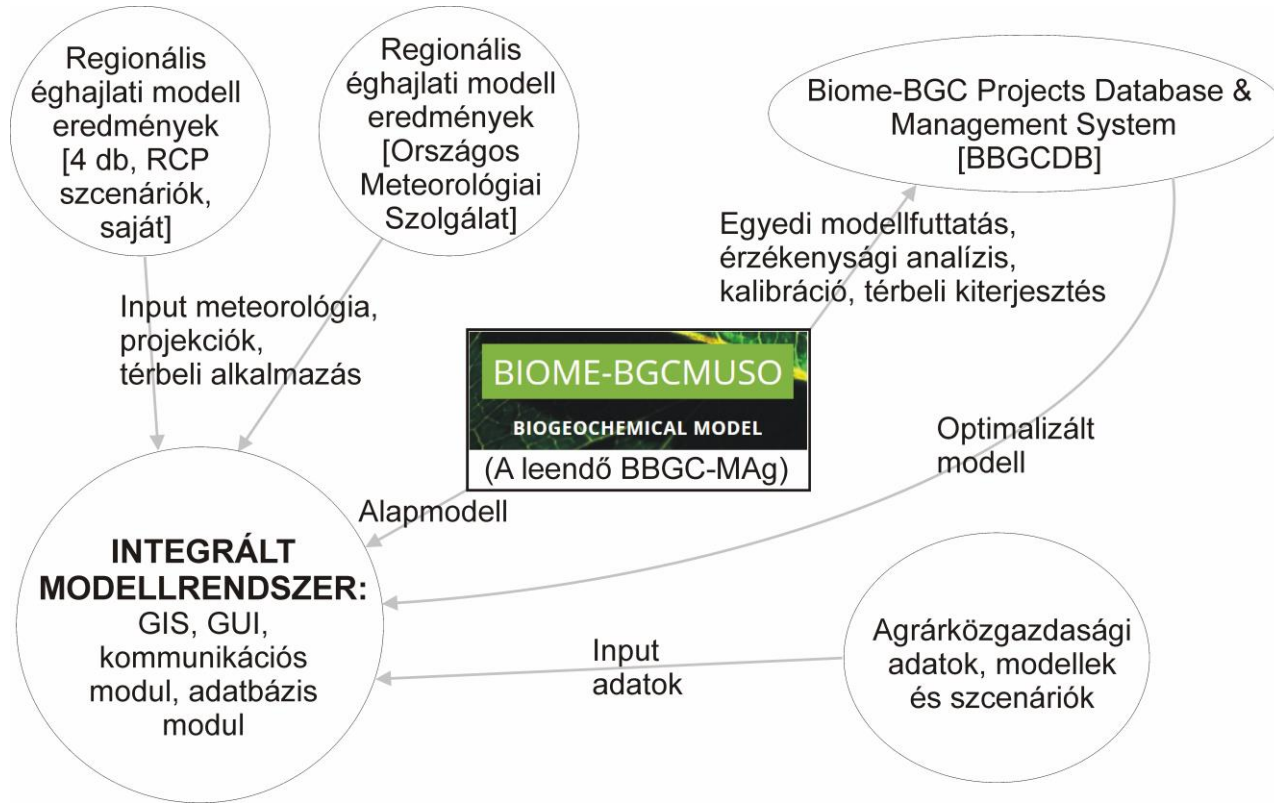 Regionális
éghajlati modell
eredmények
[4 db, RCP
szcenáriók,
saját]
Regionális
éghajlati modell
eredmények
[Országos
Meteorológiai
Szolgálat]
Biome-BGC Projects Database &
Management System
[BBGCDB]
Egyedi modellfuttatás,
érzékenysági analízis,
kalibráció, térbeli kiterjesztés
Input meteorológia,
projekciók,
térbeli alkalmazás
BIOME-BGCMUSO
BIOGEOCHEMICAL MODEL
(A leendő BBGC-MAg)
Optimalizált
modell
Alapmodell
INTEGRÁLT
MODELLRENDSZER:
GIS, GUI,
kommunikációs
modul, adatbázis
modul
Input
adatok
Agrárközgazdasági
adatok, modellek
és szcenáriók